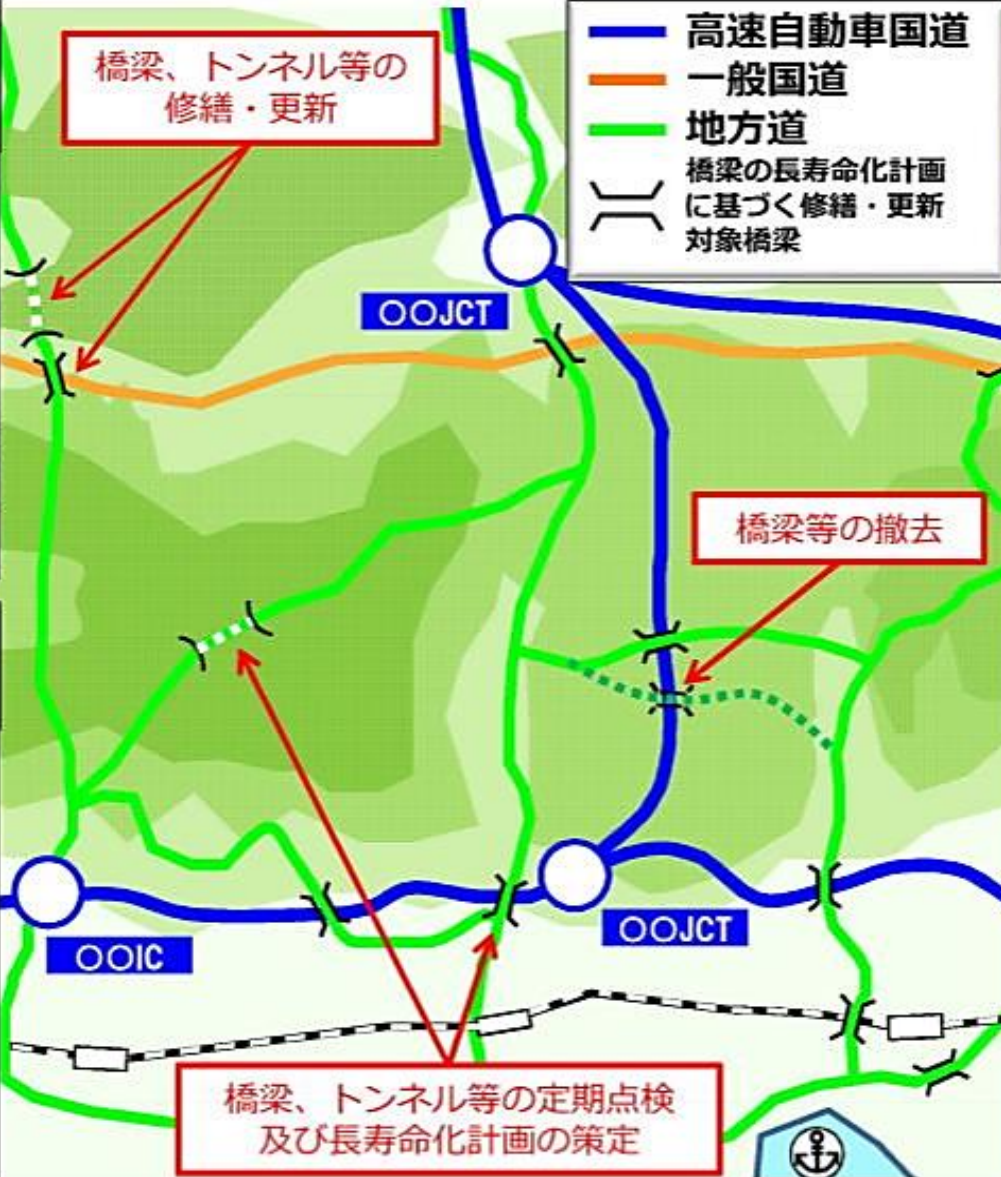 橋梁、トンネル等の
修繕・更新
高速自動車国道
一般国道
地方道
橋梁の長寿命化計画
に基づく修繕・更新
対象橋梁
〇〇JCT
橋梁等の撤去
〇〇JCT
〇〇IC
橋梁、トンネル等の定期点検
及び長寿命化計画の策定